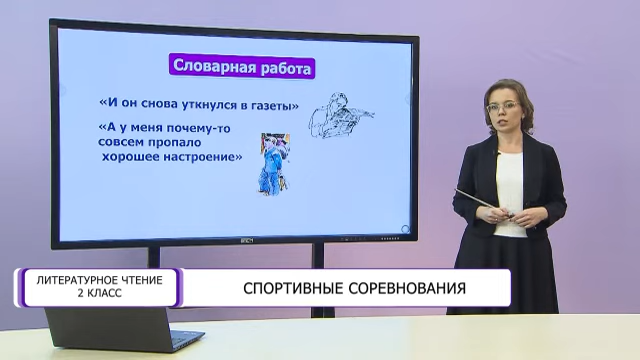 Словарная работа
«И он снова уткнулся в газеты»
«А у меня почему-то
совсем пропало
хорошее настроение»
ЛИТЕРАТУРНОЕ ЧТЕНИЕ
2 КЛАСС
СПОРТИВНЫЕ СОРЕВНОВАНИЯ